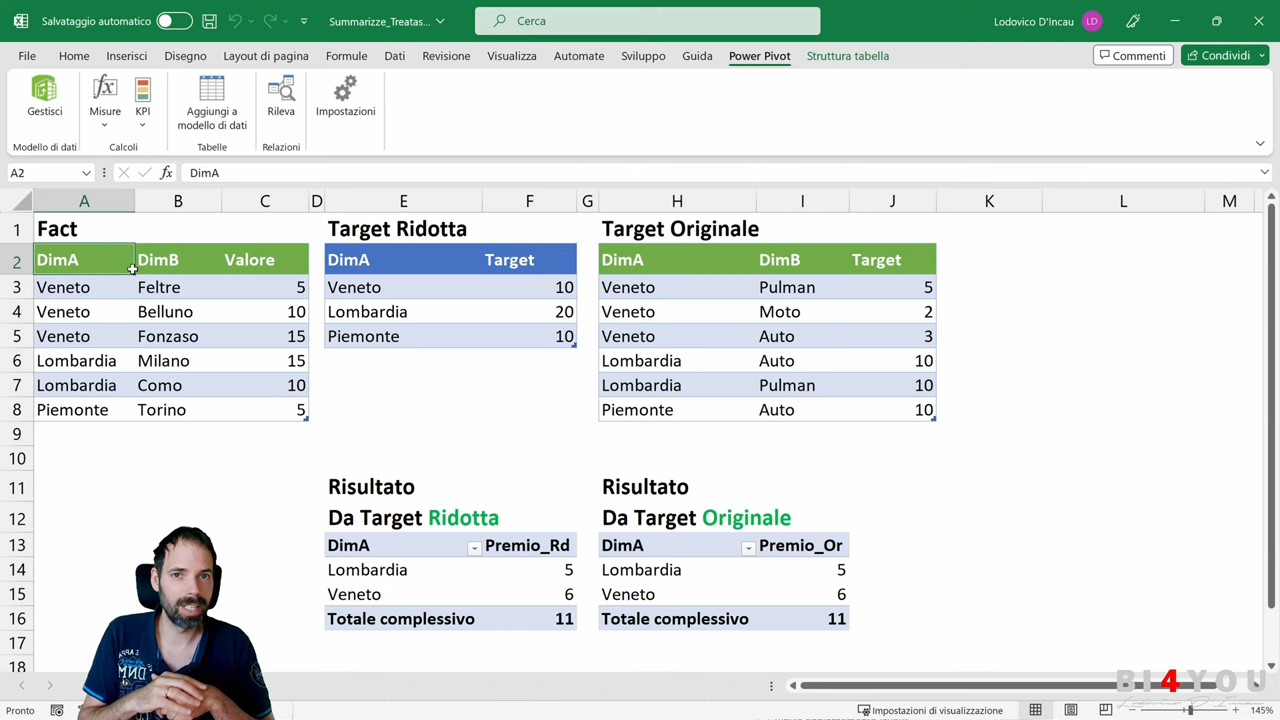 Salvataggio automatico
Summarizze_Treatas...
Cerca
Lodovico D'Incau
LD
File Home Inserisci Disegno Layout di pagina Formule Dati Revisione Visualizza Automate Sviluppo Guida Power Pivot Struttura tabella
Commenti
Condividi
Gestisci
Misure
KPI
Aggiungi a
modello di dati
Rileva
Impostazioni
Modello di dati
Calcoli
Tabelle
Relazioni
A2
fx
DimA
A B C D E F G H I J K L M
1 Fact Target Ridotta Target Originale
2 DimA DimB Valore DimA Target DimA DimB Target
3 Veneto Feltre 5 Veneto 10 Veneto Pulman 5
4 Veneto Belluno 10 Lombardia 20 Veneto Moto 2
5 Veneto Fonzaso 15 Piemonte 10 Veneto Auto 3
6 Lombardia Milano 15 Lombardia Auto 10
7 Lombardia Como 10 Lombardia Pulman 10
8 Piemonte Torino 5 Piemonte Auto 10
9
10
11 Risultato Risultato
12 Da Target Ridotta Da Target Originale
13 DimA Premio_Rd DimA Premio_Or
14 Lombardia 5 Lombardia 5
15 Veneto 6 Veneto 6
16 Totale complessivo 11 Totale complessivo 11
17
18
BI4YOU
Pronto
Impostazioni di visualizzazione
145%